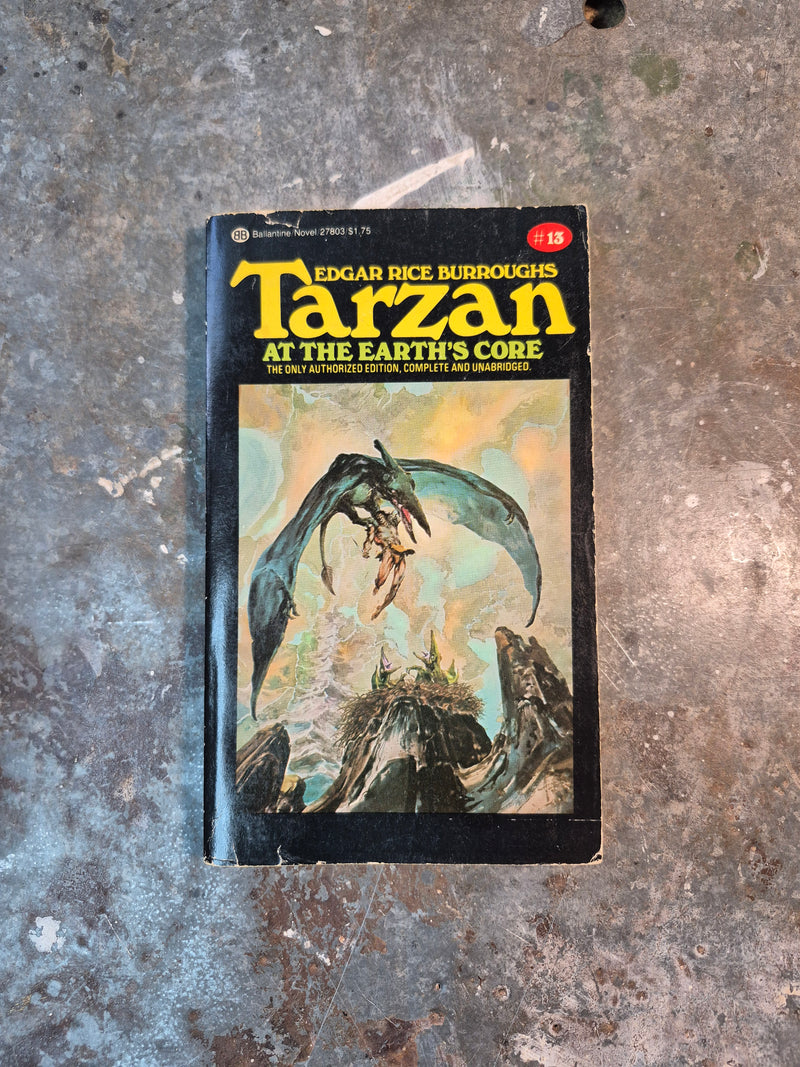 BB Ballantine/Novel 27803/$1.75
#13
EDGAR RICE BURROUGHS
Tarzan
AT THE EARTH'S CORE
THE ONLY AUTHORIZED EDITION, COMPLETE AND UNABRIDGED.